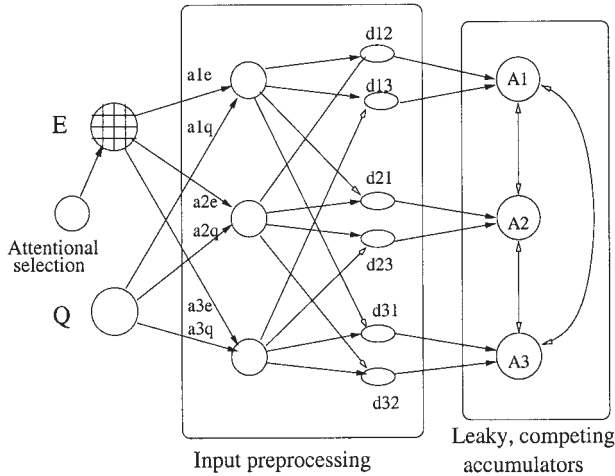 d12
a1e
d13
A1
E
a1q
d21
a2e
A2
a2q
Attentional
selection
d23
Q
a3e
d31
a3q
A3
d32
Input preprocessing
Leaky, competing
accumulators